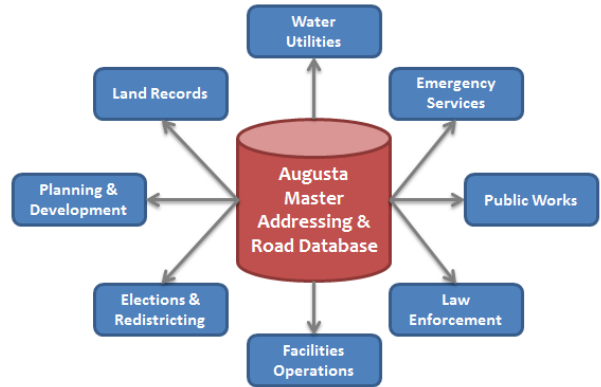 Water
Utilities
Land Records
Emergency
Services
Augusta
Master
Addressing &
Road Database
Planning &
Development
Public Works
Elections &
Redistricting
Law
Enforcement
Facilities
Operations